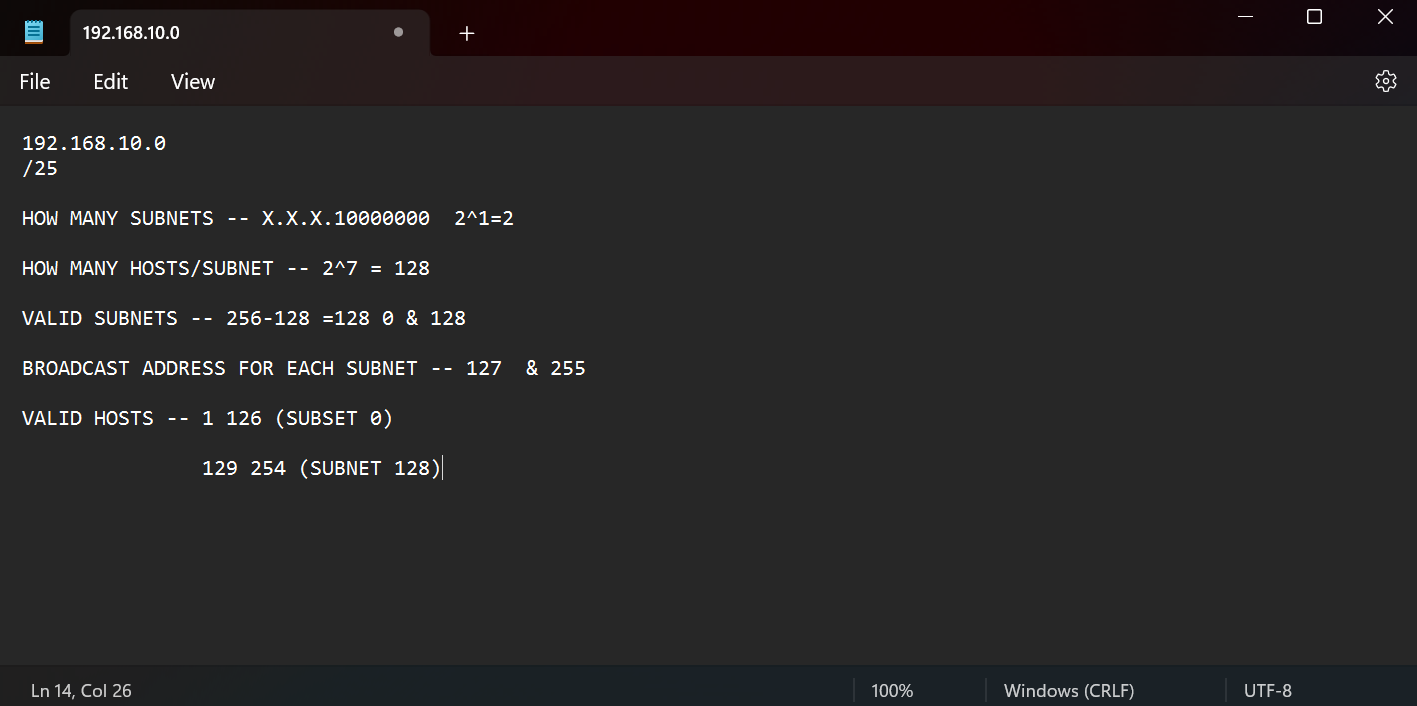 192.168.10.0
File Edit View
192.168.10.0
/25
HOW MANY SUBNETS -- X.X.X.10000000  2^1=2
HOW MANY HOSTS/SUBNET -- 2^7 = 128
VALID SUBNETS -- 256-128 =128 0 & 128
BROADCAST ADDRESS FOR EACH SUBNET -- 127  & 255
VALID HOSTS -- 1 126 (SUBSET 0)
129 254 (SUBNET 128)
Ln 14, Col 26 100% Windows (CRLF) UTF-8